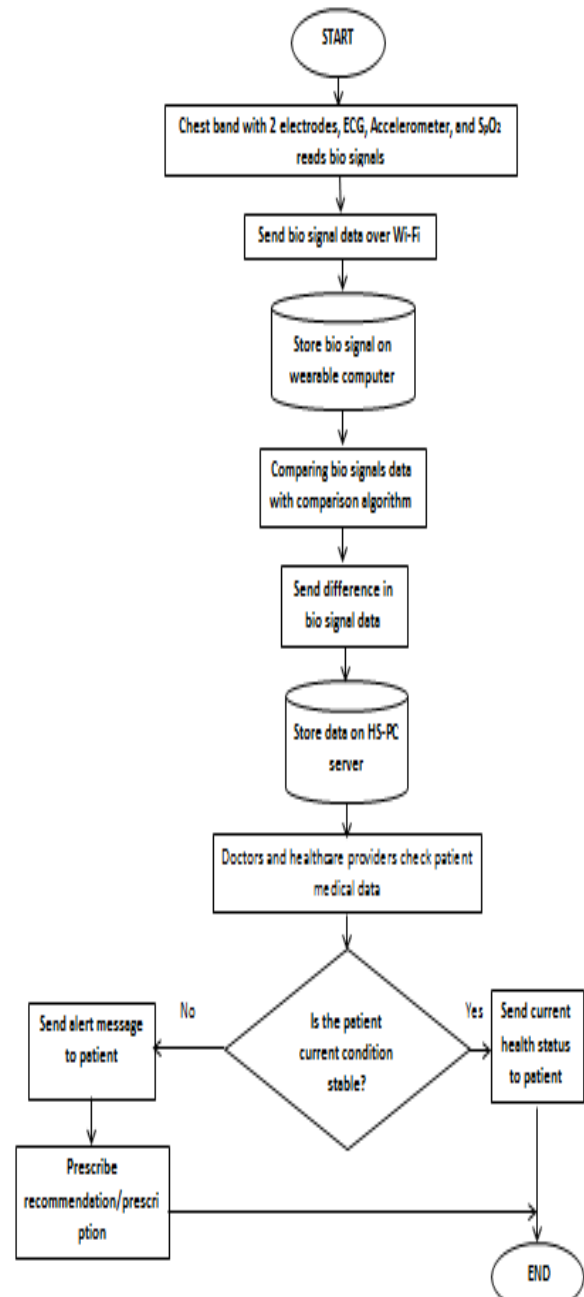 START
Chest band with 2 electrodes, ECG, Accelerometer, and SpO₂
reads bio signals
Send bio signal data over Wi-Fi
Store bio signal on
wearable computer
Comparing bio signals data
with comparison algorithm
Send difference in
bio signal data
Store data on HS-PC
server
Doctors and healthcare providers check patient
medical data
Is the patient
current condition
stable?
No
Send alert message
to patient
Prescribe
recommendation/prescri
ption
Yes
Send current
health status
to patient
END